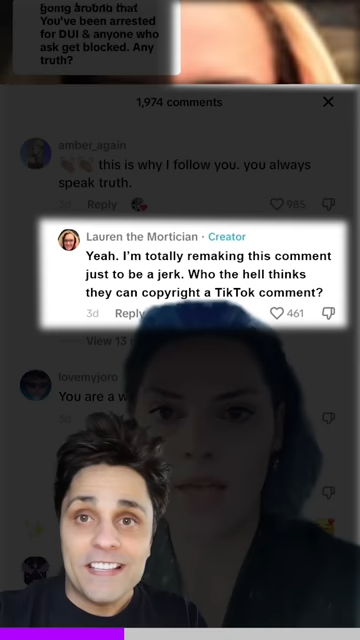 going around that
You've been arrested
for DUI & anyone who
ask get blocked. Any
truth?
1,974 comments
amber_again
👏🏻👏🏻 this is why I follow you. you always
speak truth.
3d Reply 985
Lauren the Mortician · Creator
Yeah. I'm totally remaking this comment
just to be a jerk. Who the hell thinks
they can copyright a TikTok comment?
3d Reply 461
View 13
lovemyjoro
You are a
3d